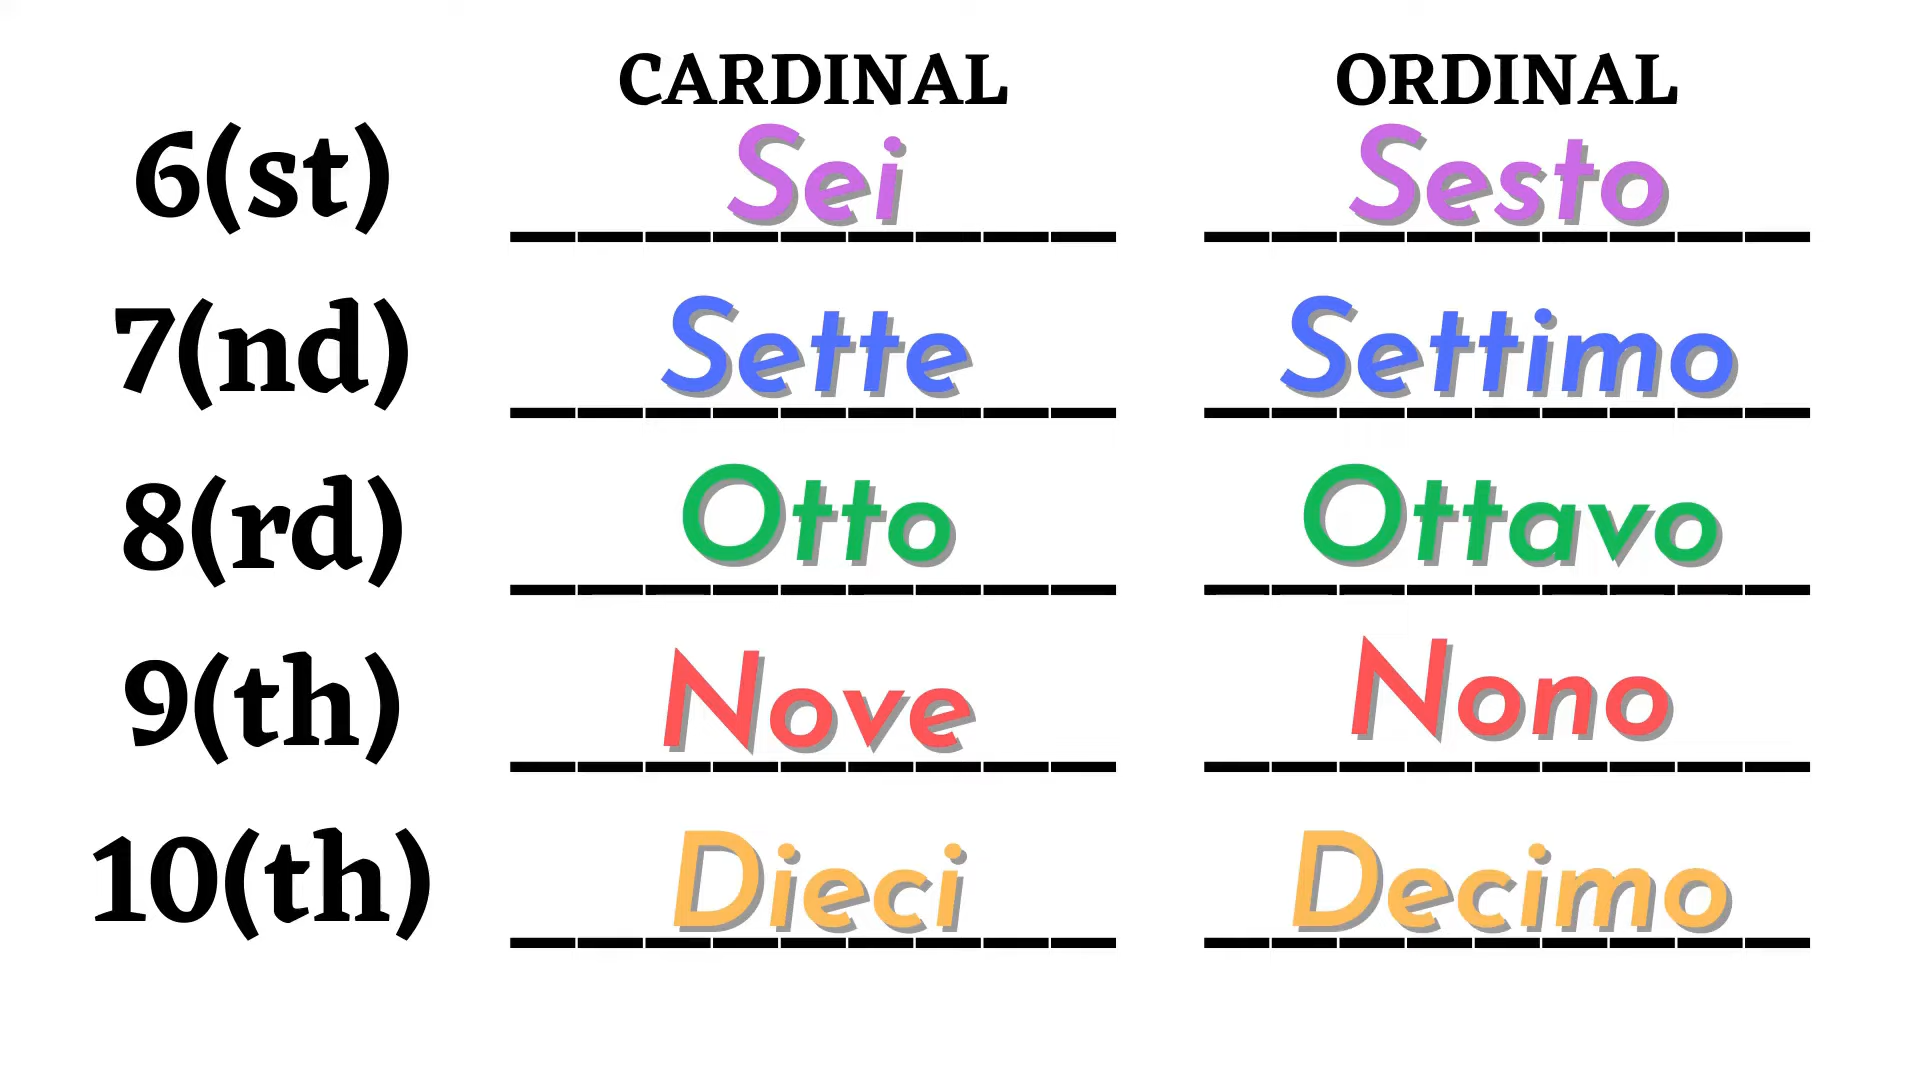 CARDINAL ORDINAL
6(st) Sei Sesto
7(nd) Sette Settimo
8(rd) Otto Ottavo
9(th) Nove Nono
10(th) Dieci Decimo